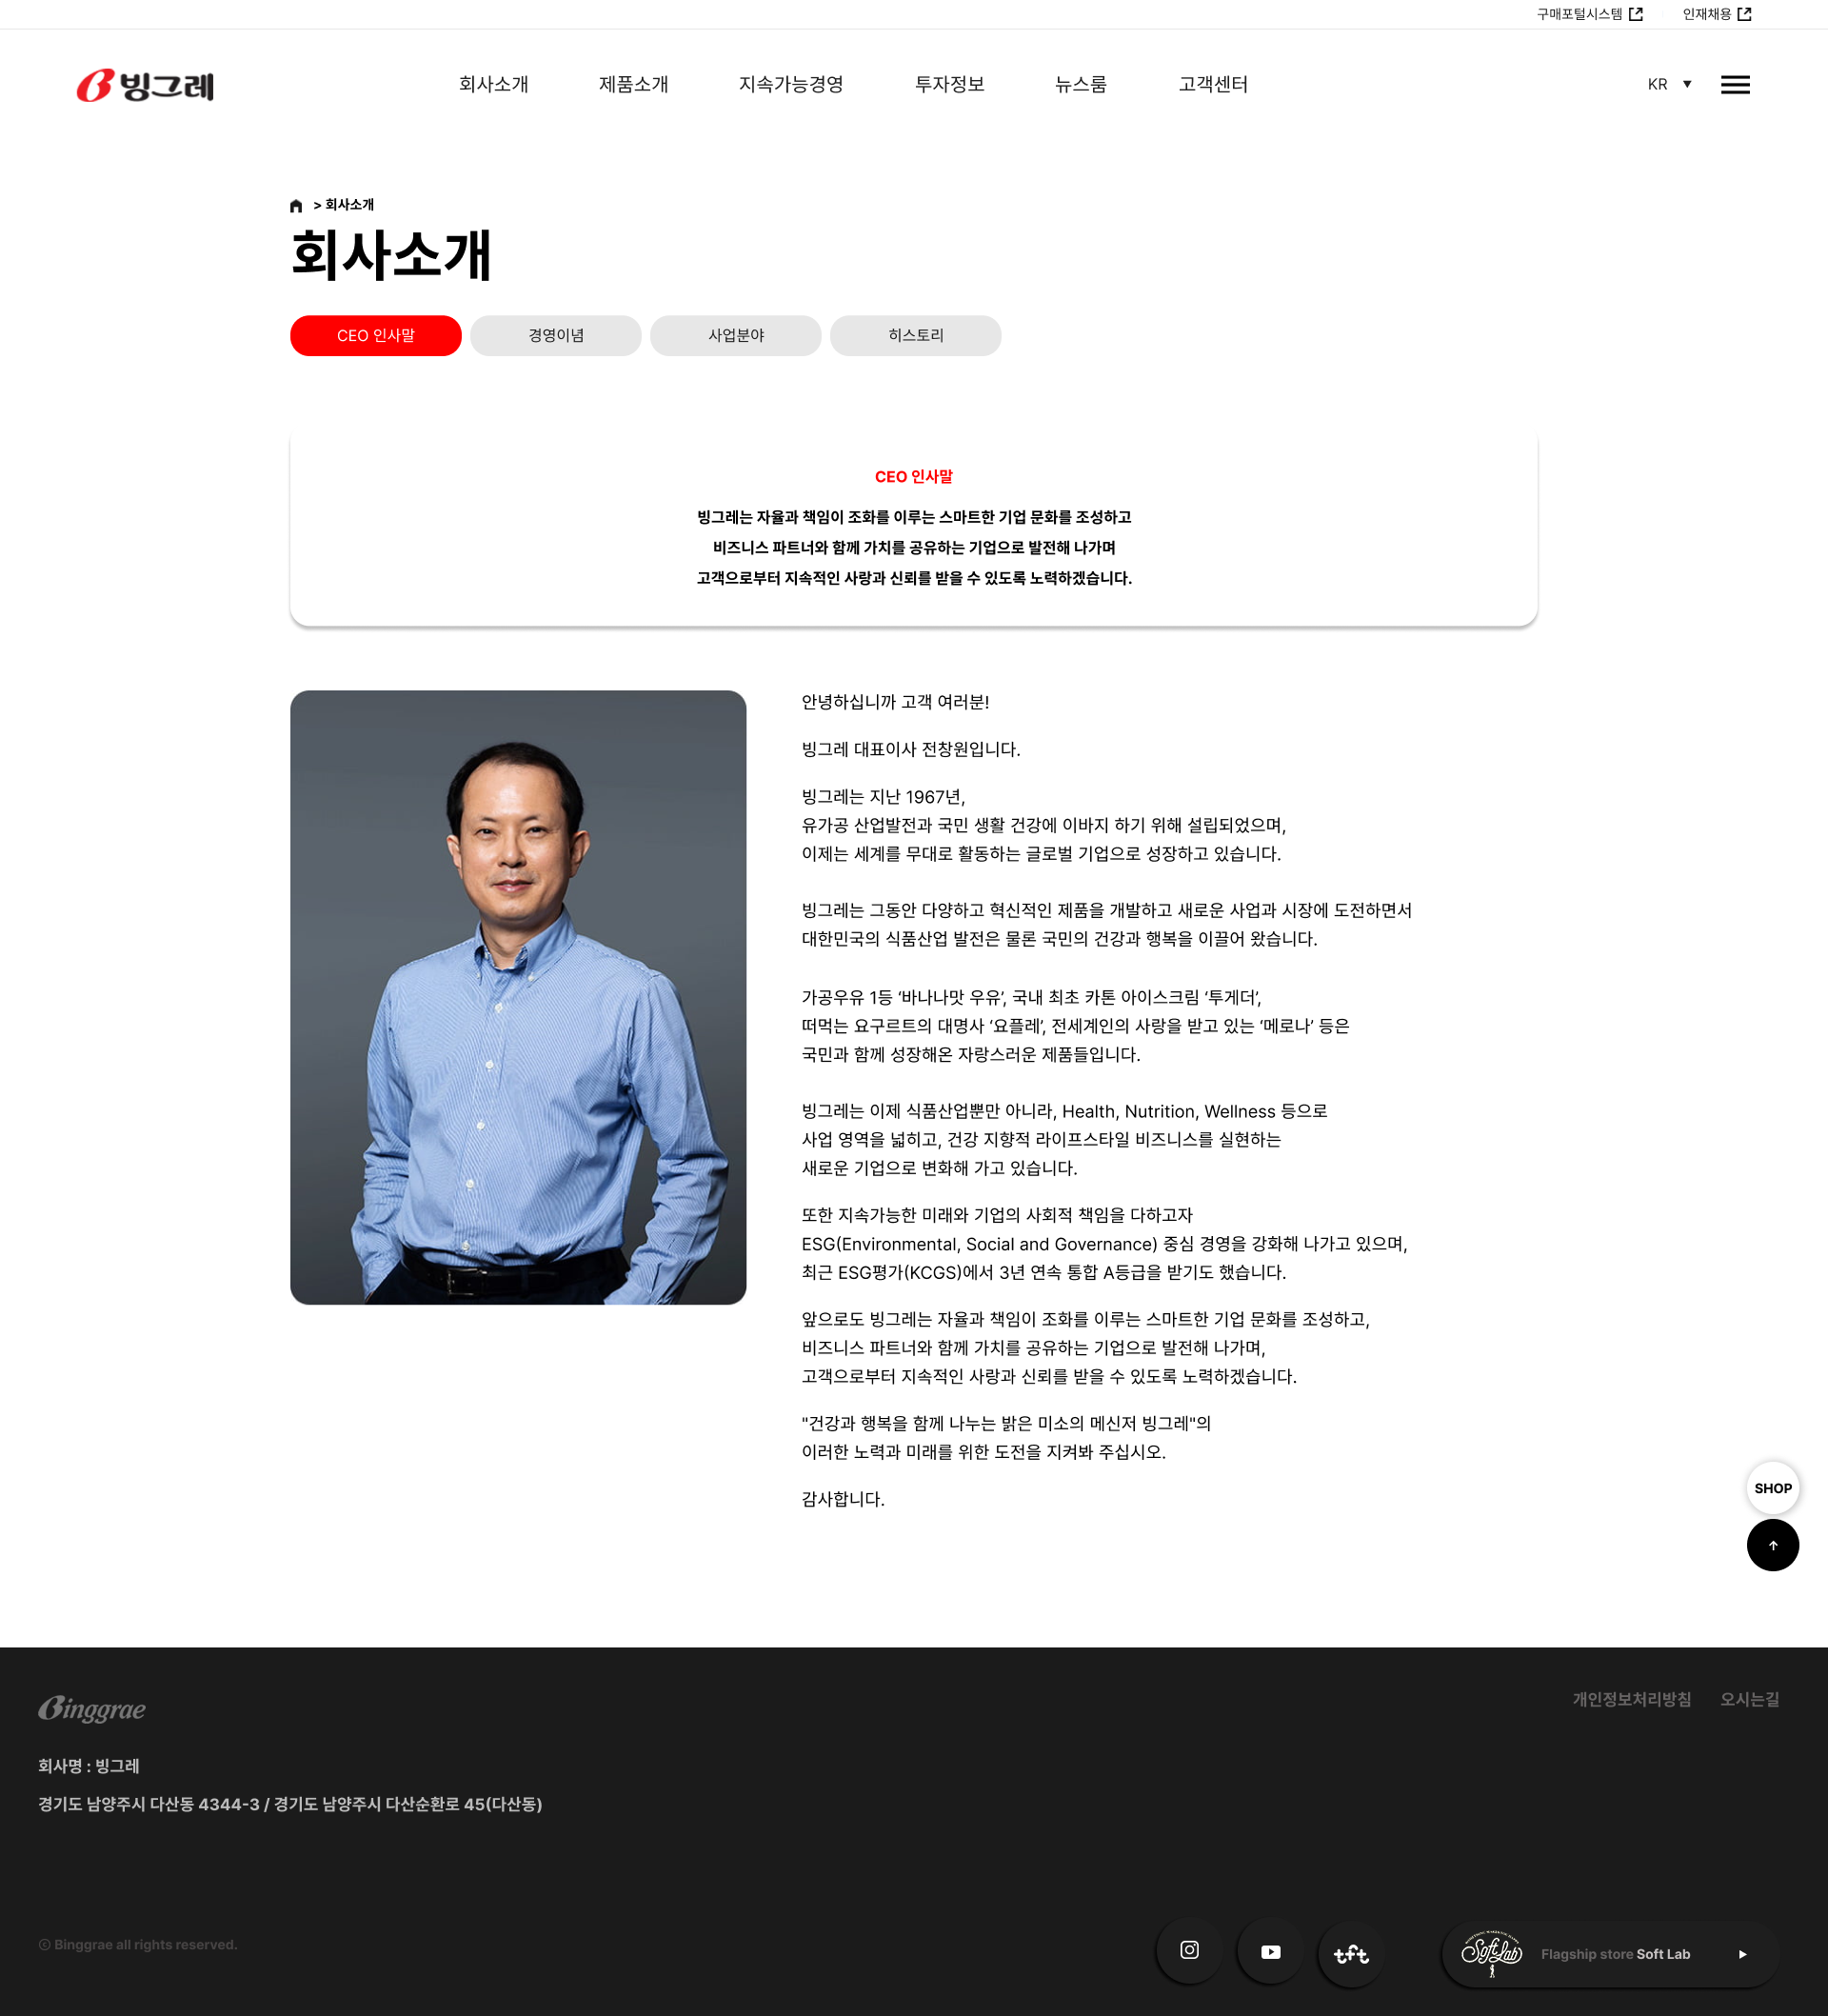 구매포털시스템
인재채용
빙그레
회사소개
제품소개
지속가능경영
투자정보
뉴스룸
고객센터
KR
> 회사소개
회사소개
CEO 인사말
경영이념
사업분야
히스토리
CEO 인사말
빙그레는 자율과 책임이 조화를 이루는 스마트한 기업 문화를 조성하고
비즈니스 파트너와 함께 가치를 공유하는 기업으로 발전해 나가며
고객으로부터 지속적인 사랑과 신뢰를 받을 수 있도록 노력하겠습니다.
안녕하십니까 고객 여러분!
빙그레 대표이사 전창원입니다.
빙그레는 지난 1967년,
유가공 산업발전과 국민 생활 건강에 이바지 하기 위해 설립되었으며,
이제는 세계를 무대로 활동하는 글로벌 기업으로 성장하고 있습니다.
빙그레는 그동안 다양하고 혁신적인 제품을 개발하고 새로운 사업과 시장에 도전하면서
대한민국의 식품산업 발전은 물론 국민의 건강과 행복을 이끌어 왔습니다.
가공우유 1등 ‘바나나맛 우유’, 국내 최초 카톤 아이스크림 ‘투게더’,
떠먹는 요구르트의 대명사 ‘요플레’, 전세계인의 사랑을 받고 있는 ‘메로나’ 등은
국민과 함께 성장해온 자랑스러운 제품들입니다.
빙그레는 이제 식품산업뿐만 아니라, Health, Nutrition, Wellness 등으로
사업 영역을 넓히고, 건강 지향적 라이프스타일 비즈니스를 실현하는
새로운 기업으로 변화해 가고 있습니다.
또한 지속가능한 미래와 기업의 사회적 책임을 다하고자
ESG(Environmental, Social and Governance) 중심 경영을 강화해 나가고 있으며,
최근 ESG평가(KCGS)에서 3년 연속 통합 A등급을 받기도 했습니다.
앞으로도 빙그레는 자율과 책임이 조화를 이루는 스마트한 기업 문화를 조성하고,
비즈니스 파트너와 함께 가치를 공유하는 기업으로 발전해 나가며,
고객으로부터 지속적인 사랑과 신뢰를 받을 수 있도록 노력하겠습니다.
"건강과 행복을 함께 나누는 밝은 미소의 메신저 빙그레"의
이러한 노력과 미래를 위한 도전을 지켜봐 주십시오.
감사합니다.
SHOP
Binggrae
개인정보처리방침
오시는길
회사명 : 빙그레
경기도 남양주시 다산동 4344-3 / 경기도 남양주시 다산순환로 45(다산동)
ⓒ Binggrae all rights reserved.
tft
Soft Lab
Flagship store Soft Lab